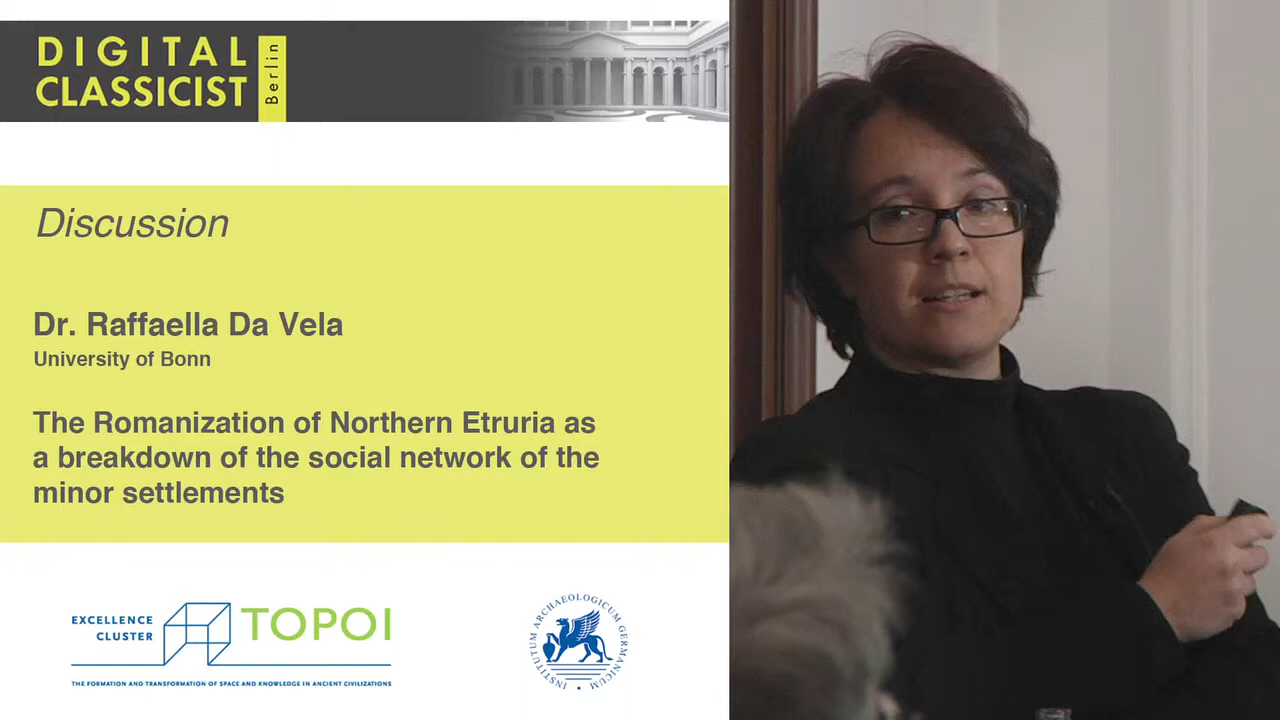 DIGITAL
CLASSICIST
Berlin
Discussion
Dr. Raffaella Da Vela
University of Bonn
The Romanization of Northern Etruria as
a breakdown of the social network of the
minor settlements
EXCELLENCE
CLUSTER
TOPOI
THE FORMATION AND TRANSFORMATION OF SPACE AND KNOWLEDGE IN ANCIENT CIVILIZATIONS
INSTITUTUM ARCHAEOLOGICUM GERMANICUM